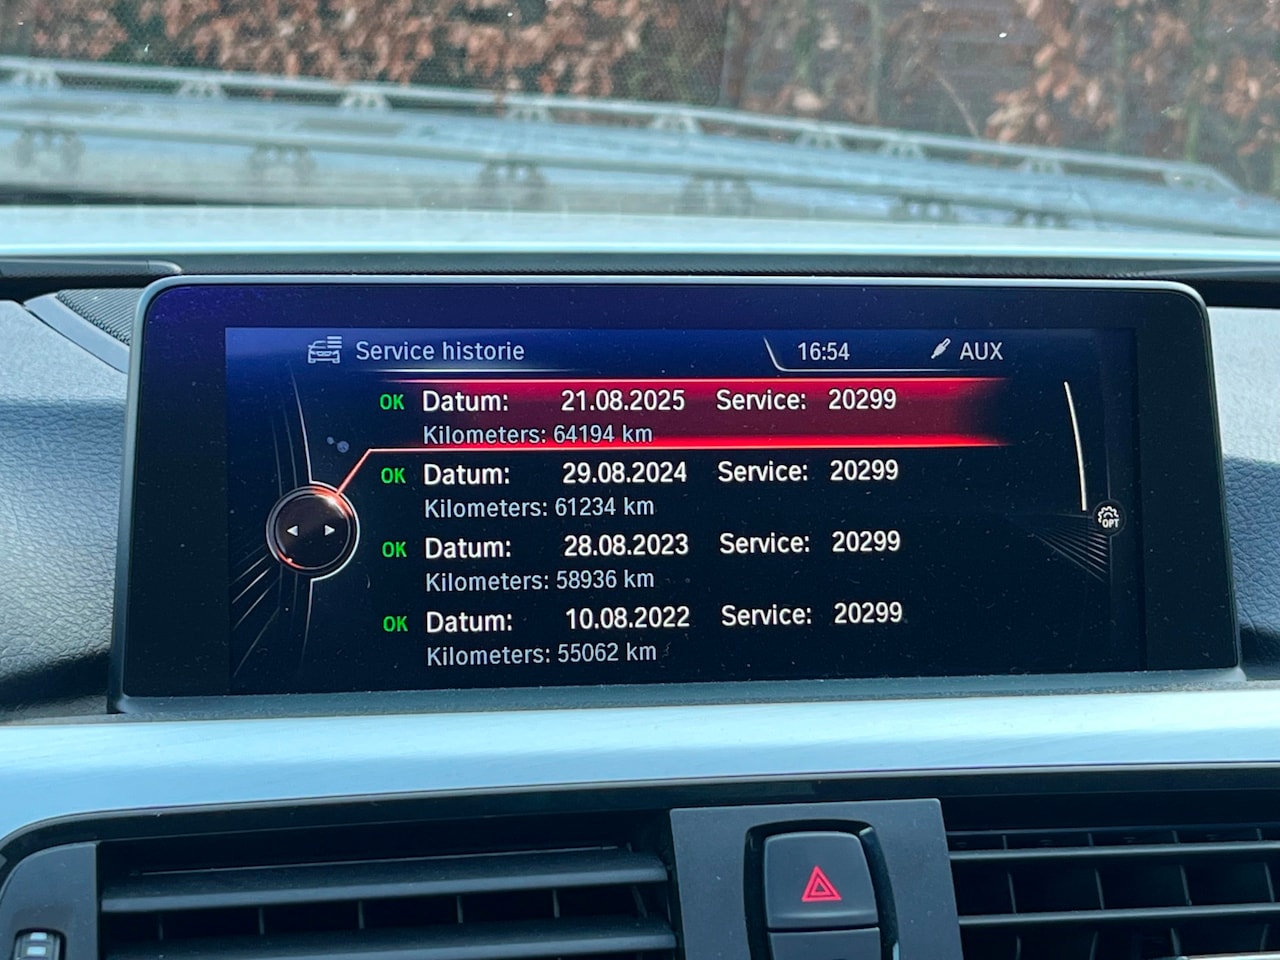 Service historie 16:54 AUX
OK Datum: 21.08.2025 Service: 20299
Kilometers: 64194 km
OK Datum: 29.08.2024 Service: 20299
Kilometers: 61234 km
OPT
OK Datum: 28.08.2023 Service: 20299
Kilometers: 58936 km
OK Datum: 10.08.2022 Service: 20299
Kilometers: 55062 km